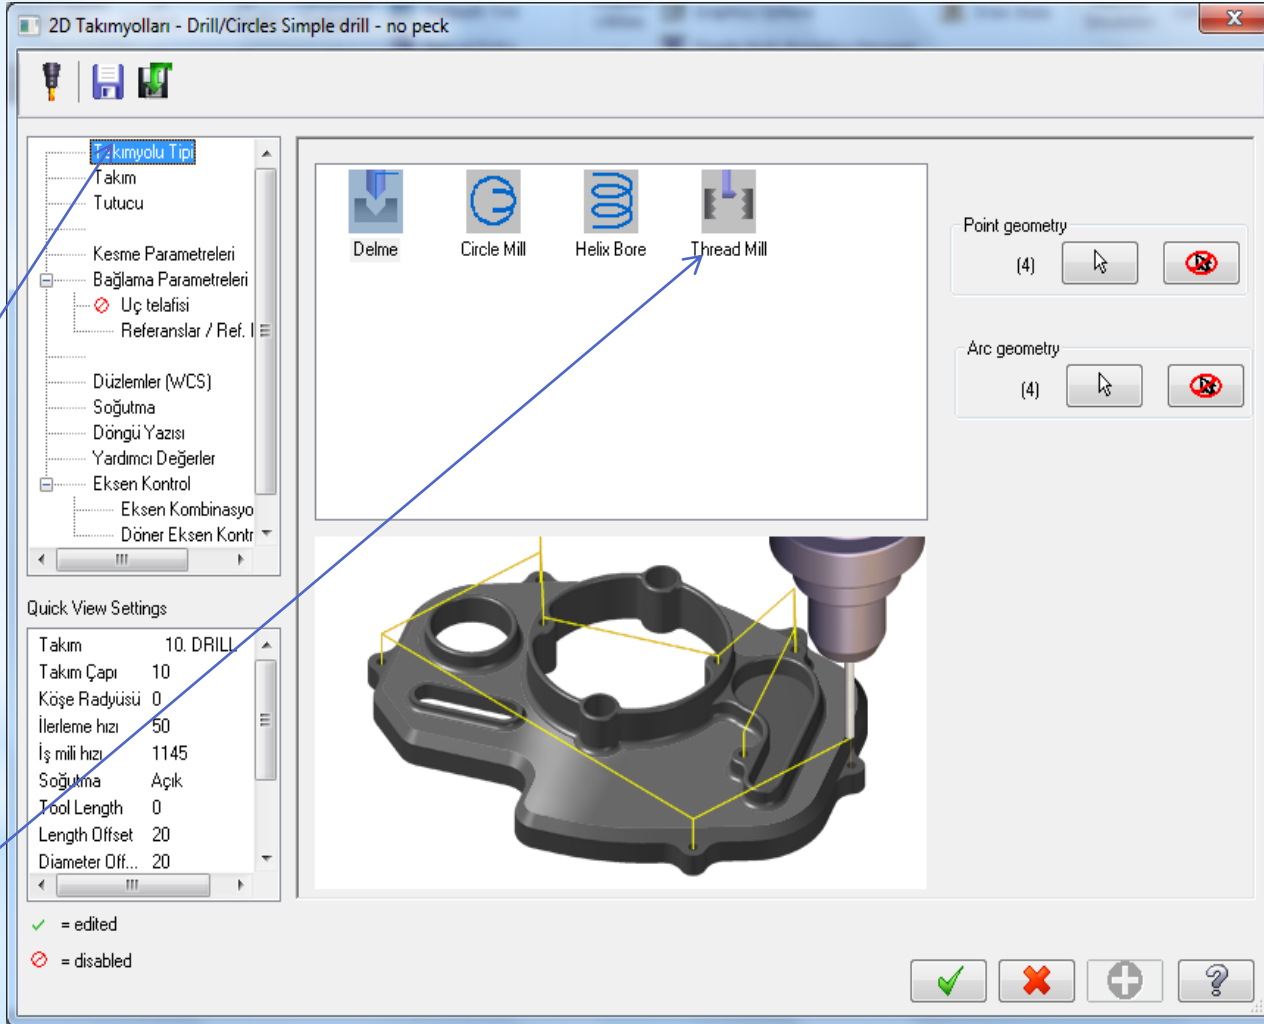 2D Takımyolları - Drill/Circles Simple drill - no peck
Takımyolu Tipi
Takım
Tutucu
Kesme Parametreleri
Bağlama Parametreleri
Uç telafisi
Referanslar / Ref.
Düzlemler (WCS)
Soğutma
Döngü Yazısı
Yardımcı Değerler
Eksen Kontrol
Eksen Kombinasyo
Döner Eksen Kontr
Delme
Circle Mill
Helix Bore
Thread Mill
Point geometry
(4)
Arc geometry
(4)
Quick View Settings
Takım 10. DRILL
Takım Çapı 10
Köşe Radyüsü 0
İlerleme hızı 50
İş mili hızı 1145
Soğutma Açık
Tool Length 0
Length Offset 20
Diameter Off... 20
= edited
= disabled